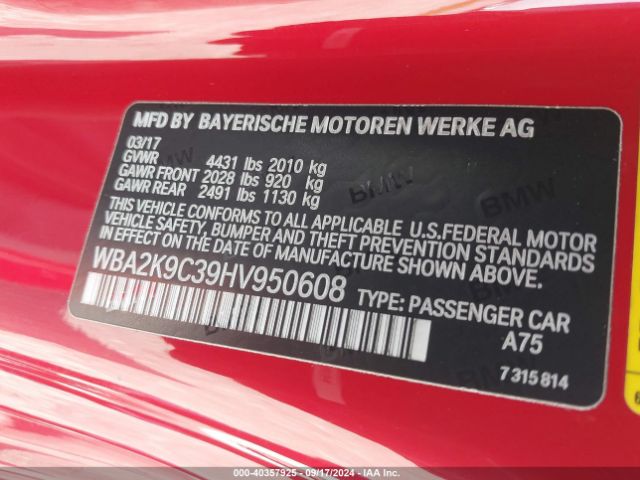 MFD BY BAYERISCHE MOTOREN WERKE AG
03/17
GVWR 4431 lbs 2010 kg
GAWR FRONT 2028 lbs 920 kg
GAWR REAR 2491 lbs 1130 kg
THIS VEHICLE CONFORMS TO ALL APPLICABLE U.S.FEDERAL MOTOR
VEHICLE SAFETY, BUMPER AND THEFT PREVENTION STANDARDS
IN EFFECT ON THE DATE OF MANUFACTURE SHOWN ABOVE.
WBA2K9C39HV950608 TYPE: PASSENGER CAR
A75
7 315 814
BMW
BMW
000-40357925 - 09/17/2024 - IAA Inc.